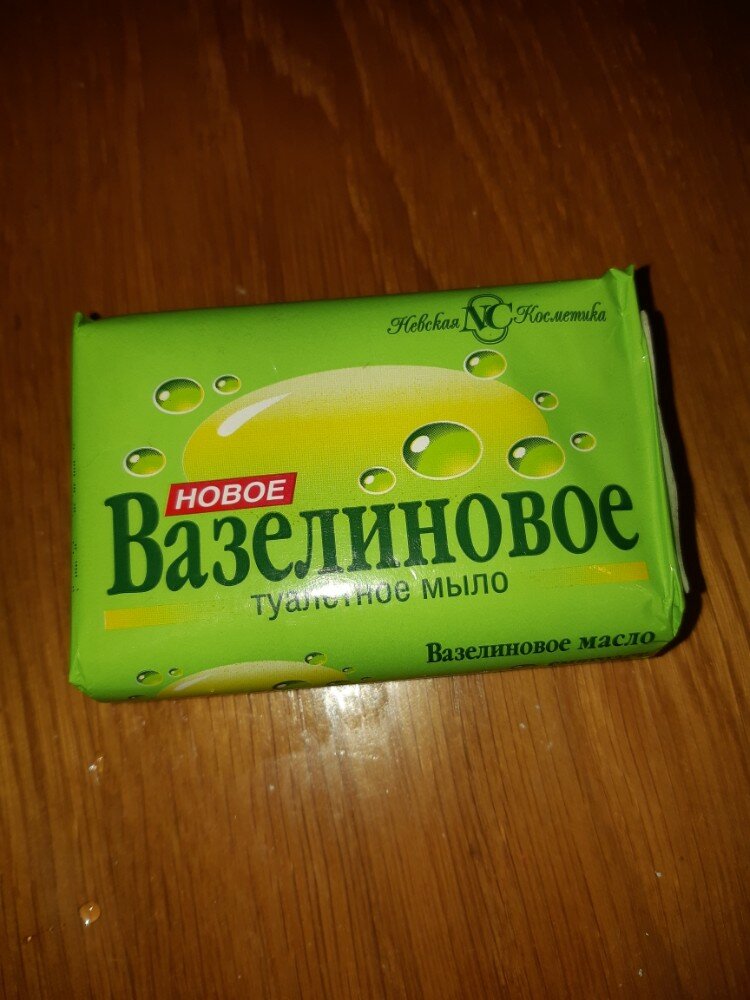 Невская NC Косметика
НОВОЕ
Вазелиновое
туалетное мыло
Вазелиновое масло